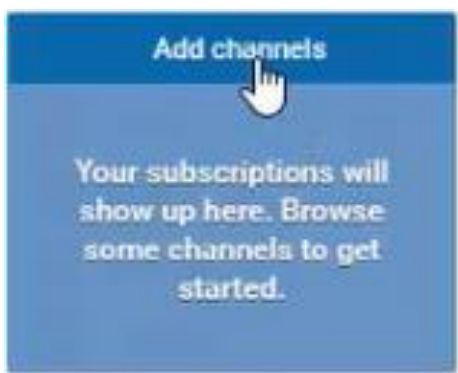 Add channels
Your subscriptions will
show up here. Browse
some channels to get
started.